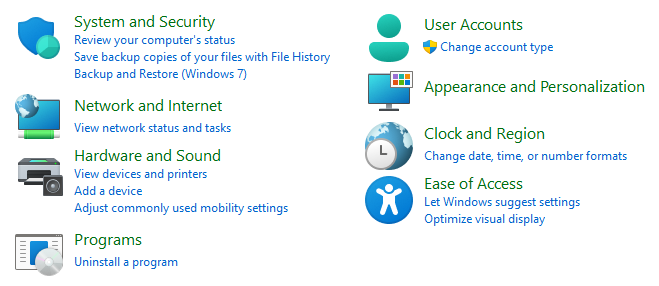 System and Security
Review your computer's status
Save backup copies of your files with File History
Backup and Restore (Windows 7)
Network and Internet
View network status and tasks
Hardware and Sound
View devices and printers
Add a device
Adjust commonly used mobility settings
Programs
Uninstall a program
User Accounts
Change account type
Appearance and Personalization
Clock and Region
Change date, time, or number formats
Ease of Access
Let Windows suggest settings
Optimize visual display